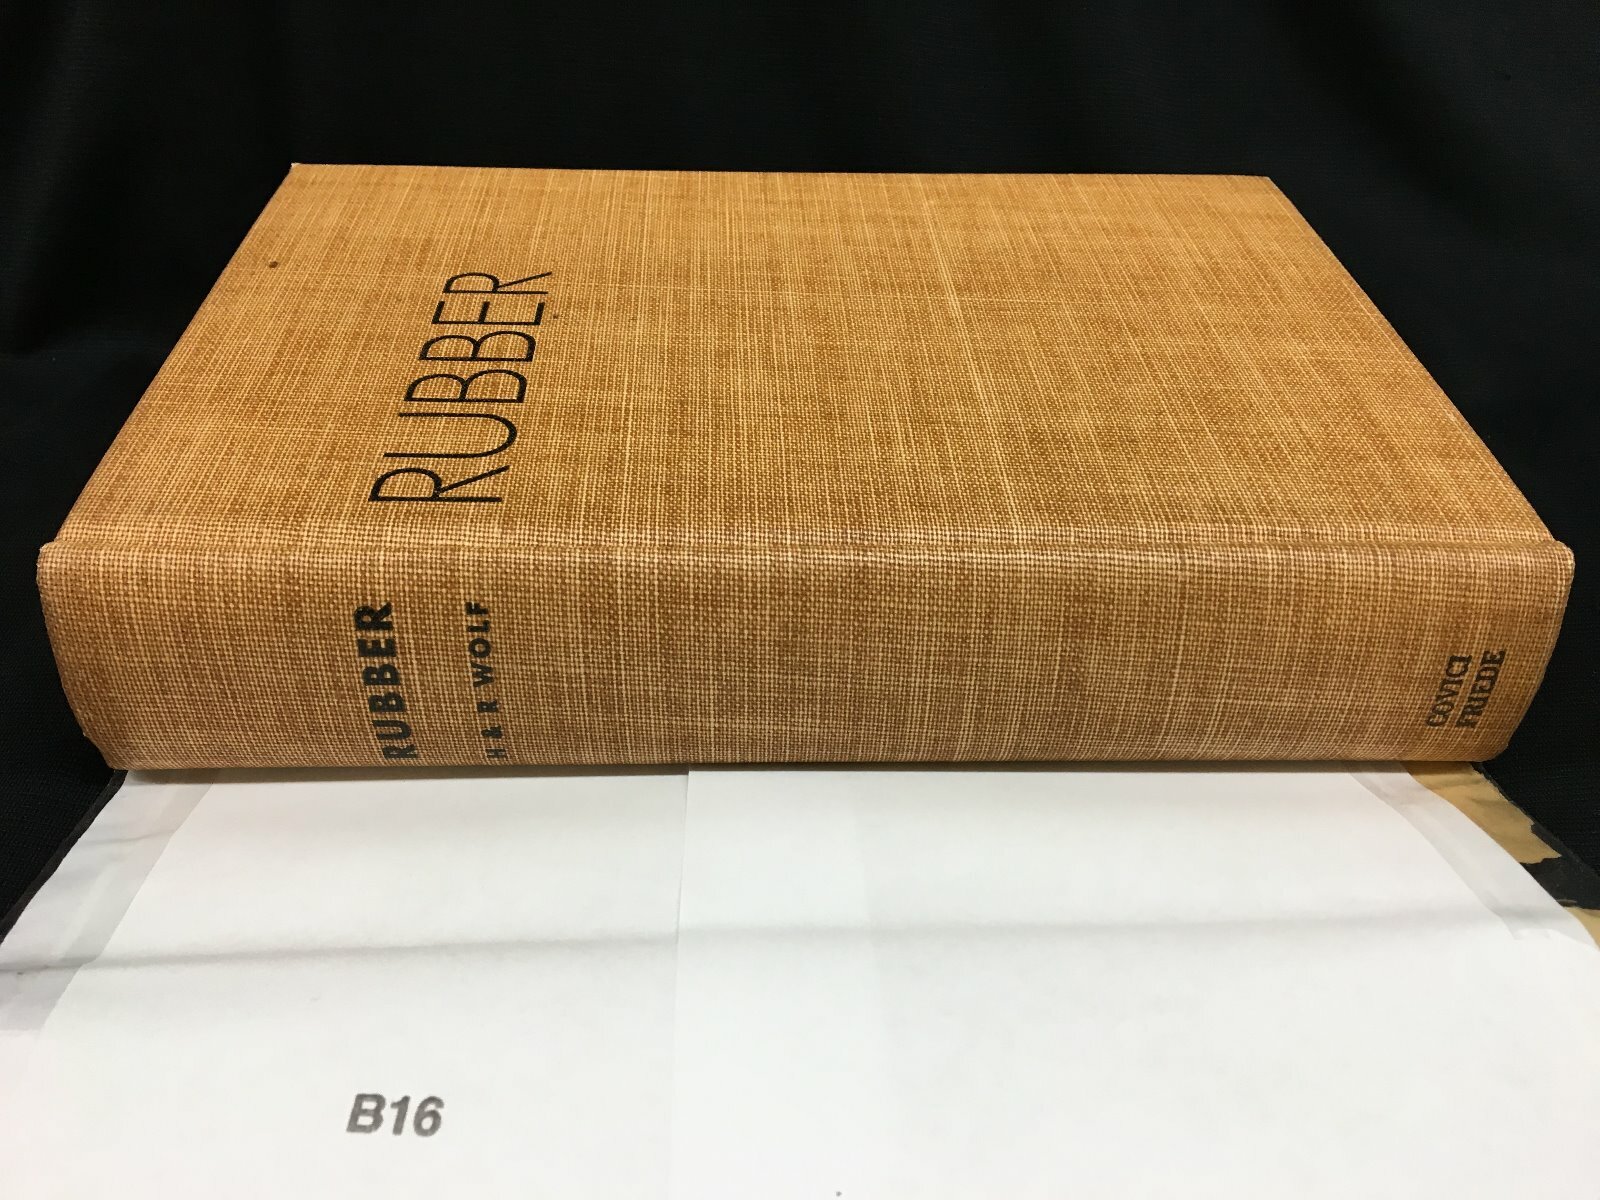 RUBBER
RUBBER
H & R WOLF
COVICI
FRIEDE
B16